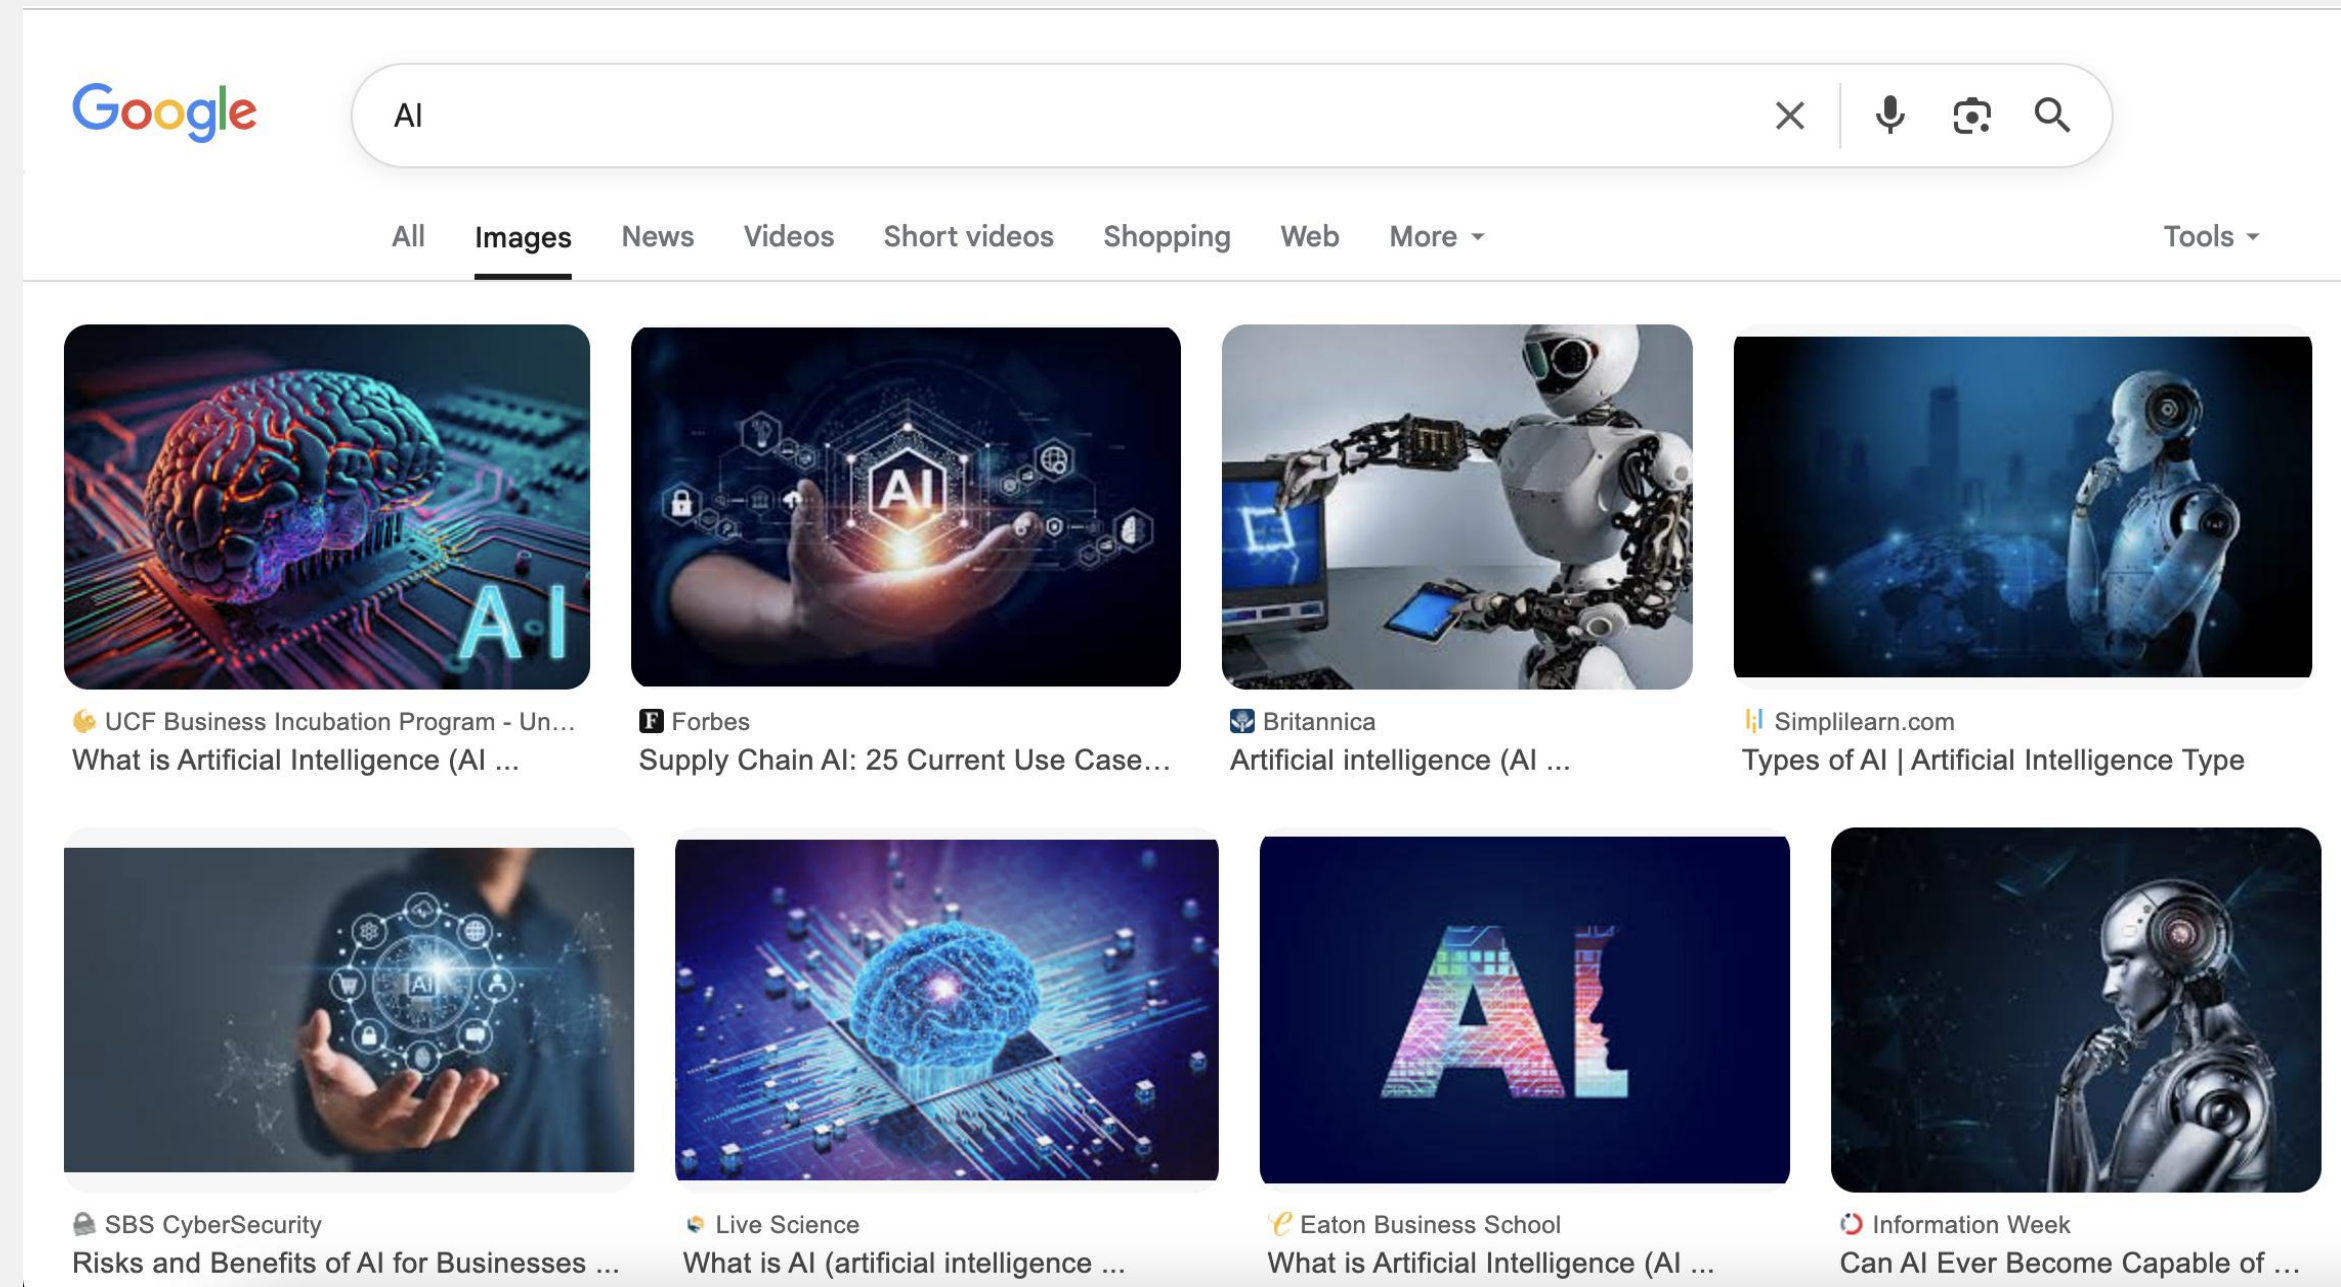 Google
AI
All Images News Videos Short videos Shopping Web More Tools
AI
AI
UCF Business Incubation Program - Un...
What is Artificial Intelligence (AI ...
Forbes
Supply Chain AI: 25 Current Use Case...
Britannica
Artificial intelligence (AI ...
Simplilearn.com
Types of AI | Artificial Intelligence Type
AI
AI
SBS CyberSecurity
Risks and Benefits of AI for Businesses ...
Live Science
What is AI (artificial intelligence ...
Eaton Business School
What is Artificial Intelligence (AI ...
Information Week
Can AI Ever Become Capable of ...